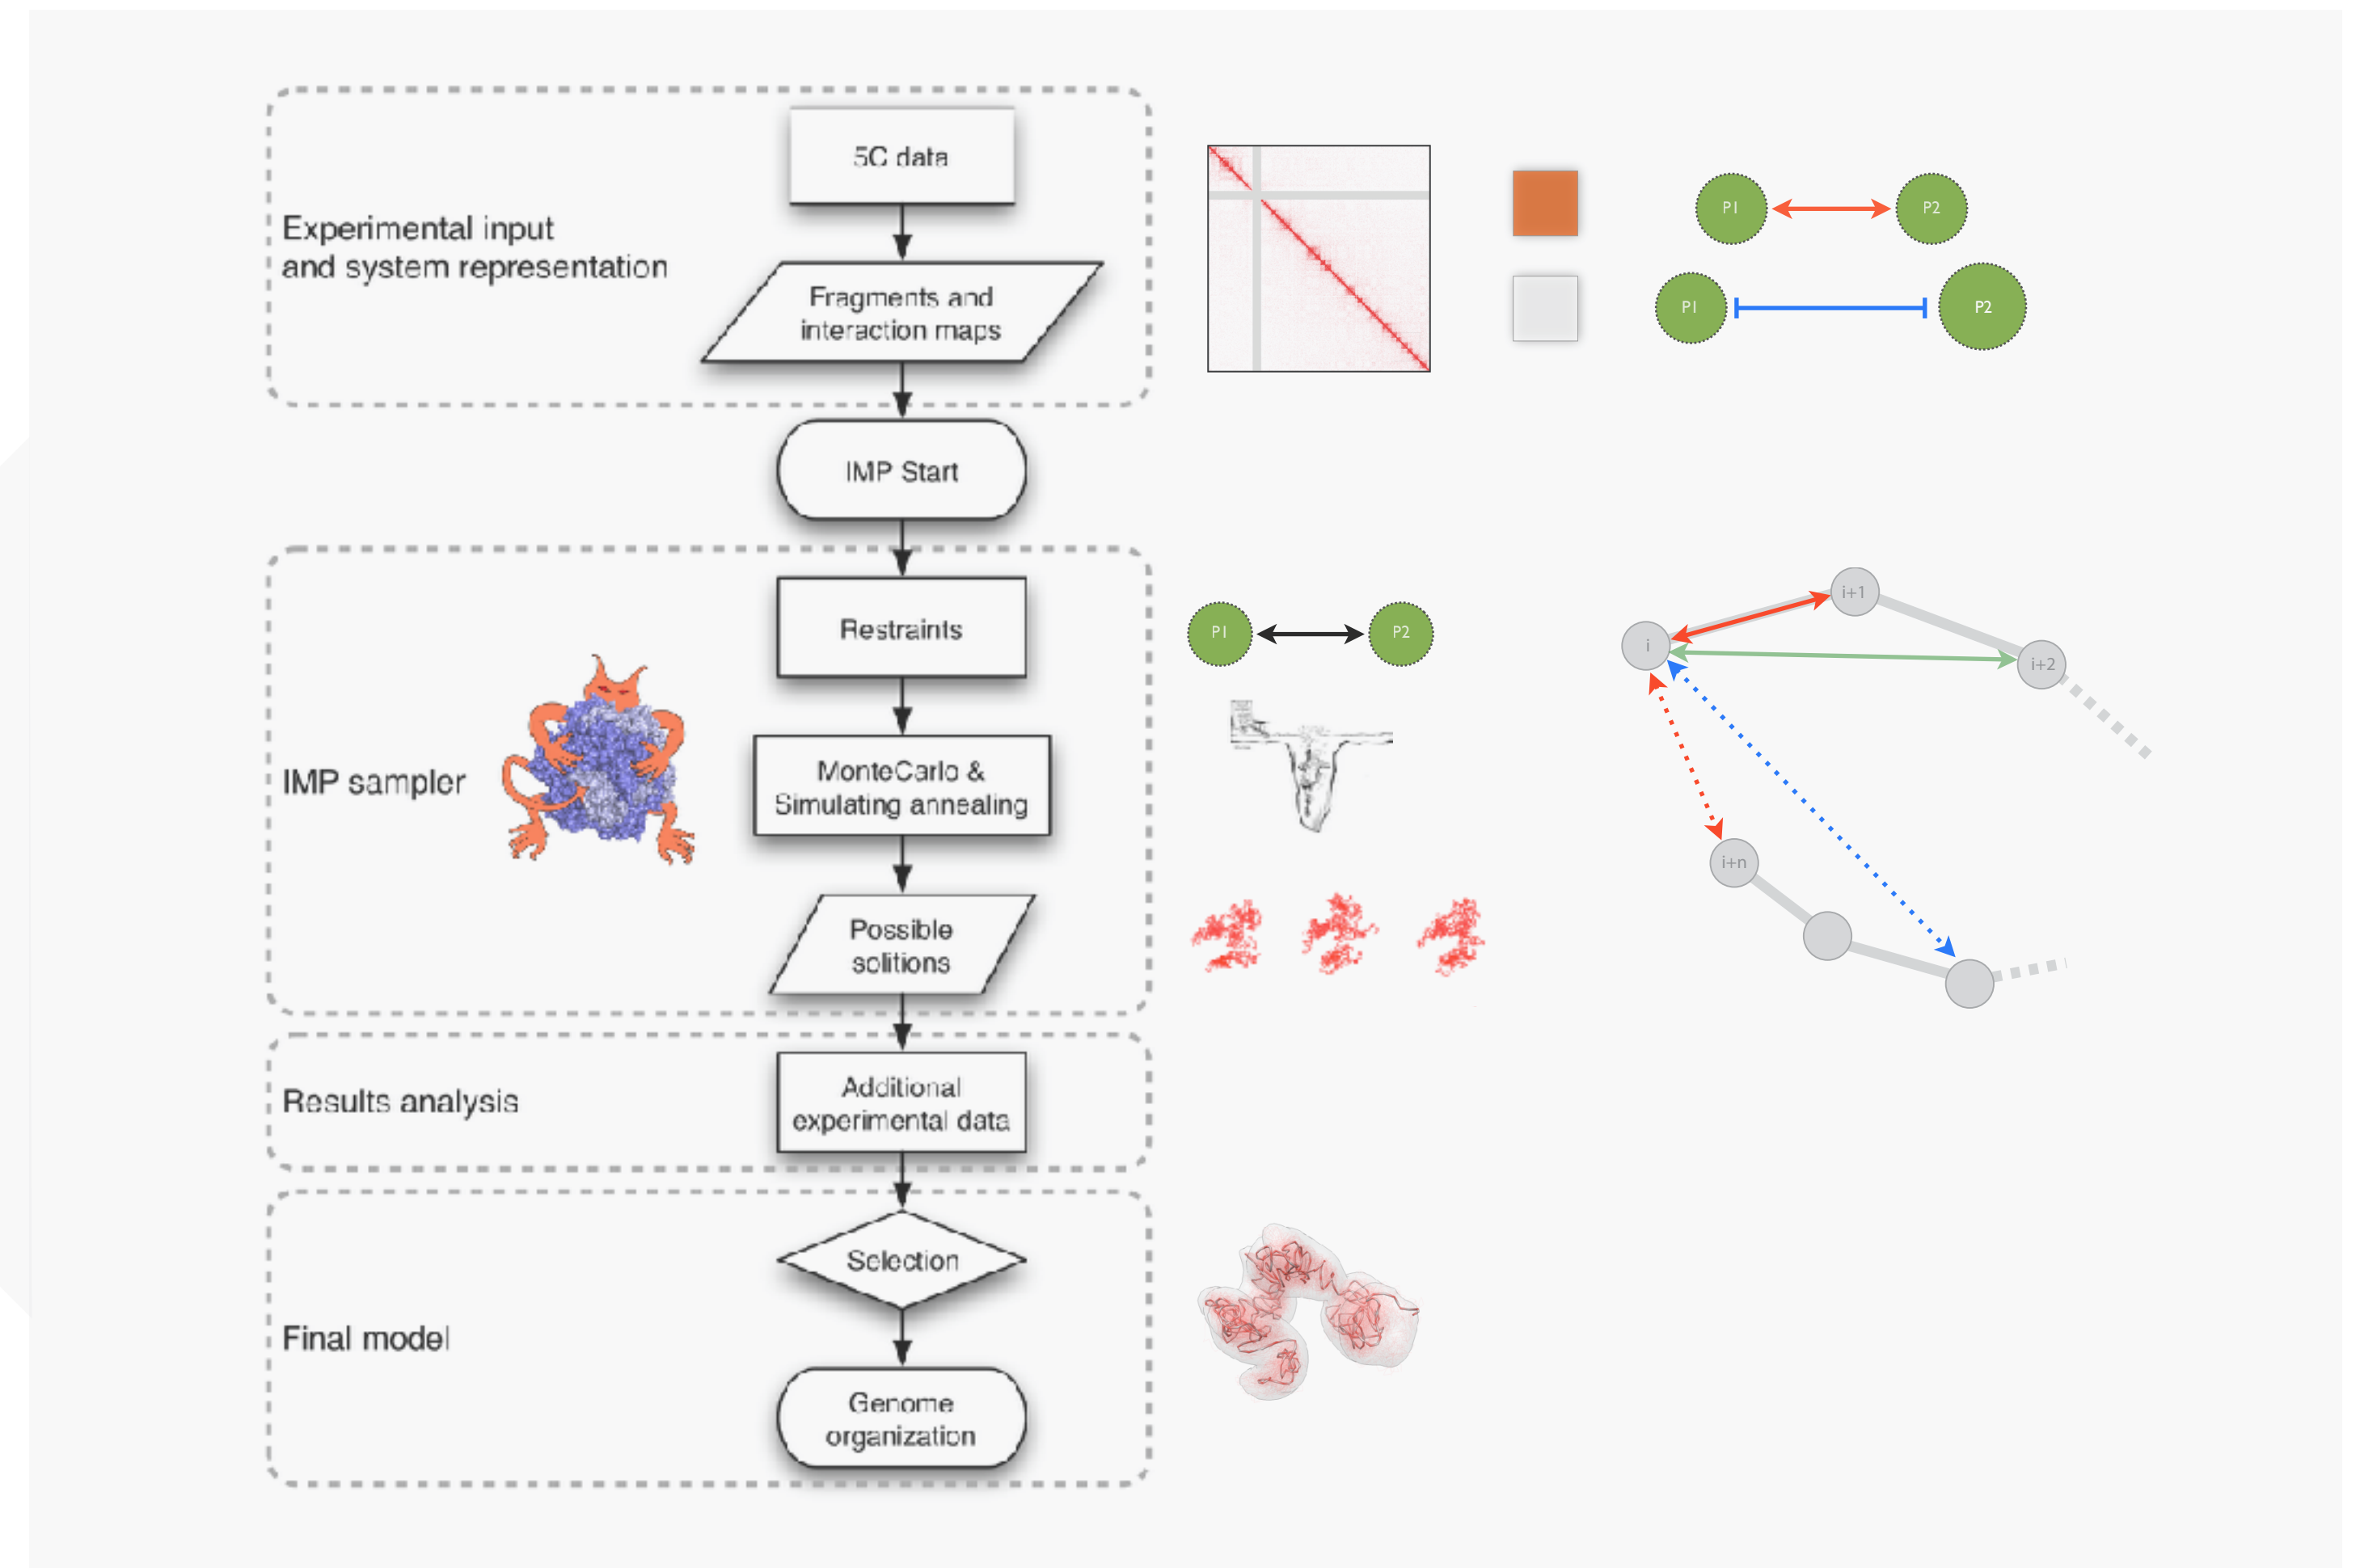 5C data
Experimental input
and system representation
Fragments and
interaction maps
P1
P2
P1
P2
IMP Start
Restraints
P1
P2
i
i+1
i+2
i+n
IMP sampler
MonteCarlo &
Simulating annealing
Possible
solitions
Results analysis
Additional
experimental data
Selection
Final model
Genome
organization